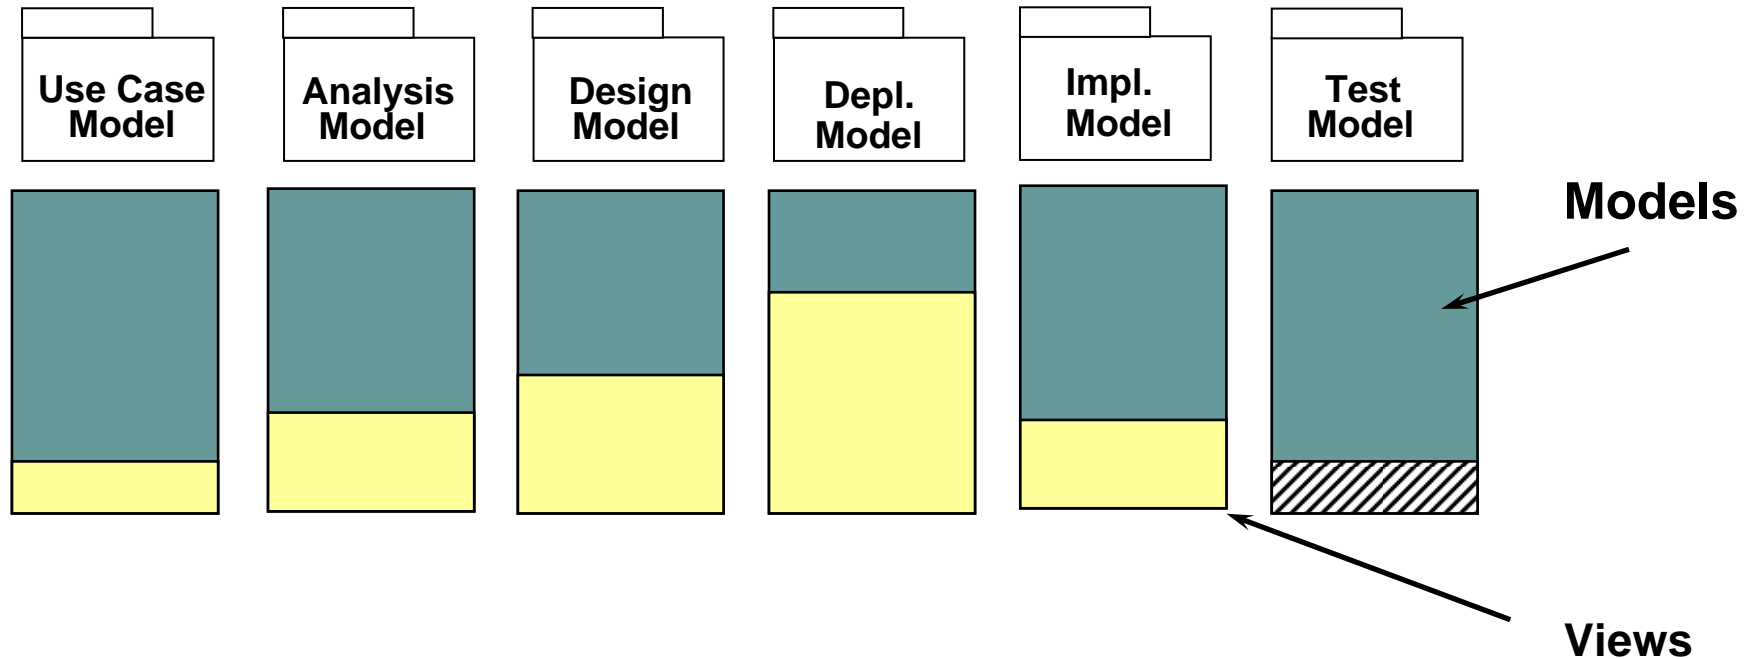 Use Case
Model
Analysis
Model
Design
Model
Depl.
Model
Impl.
Model
Test
Model
Models
Views